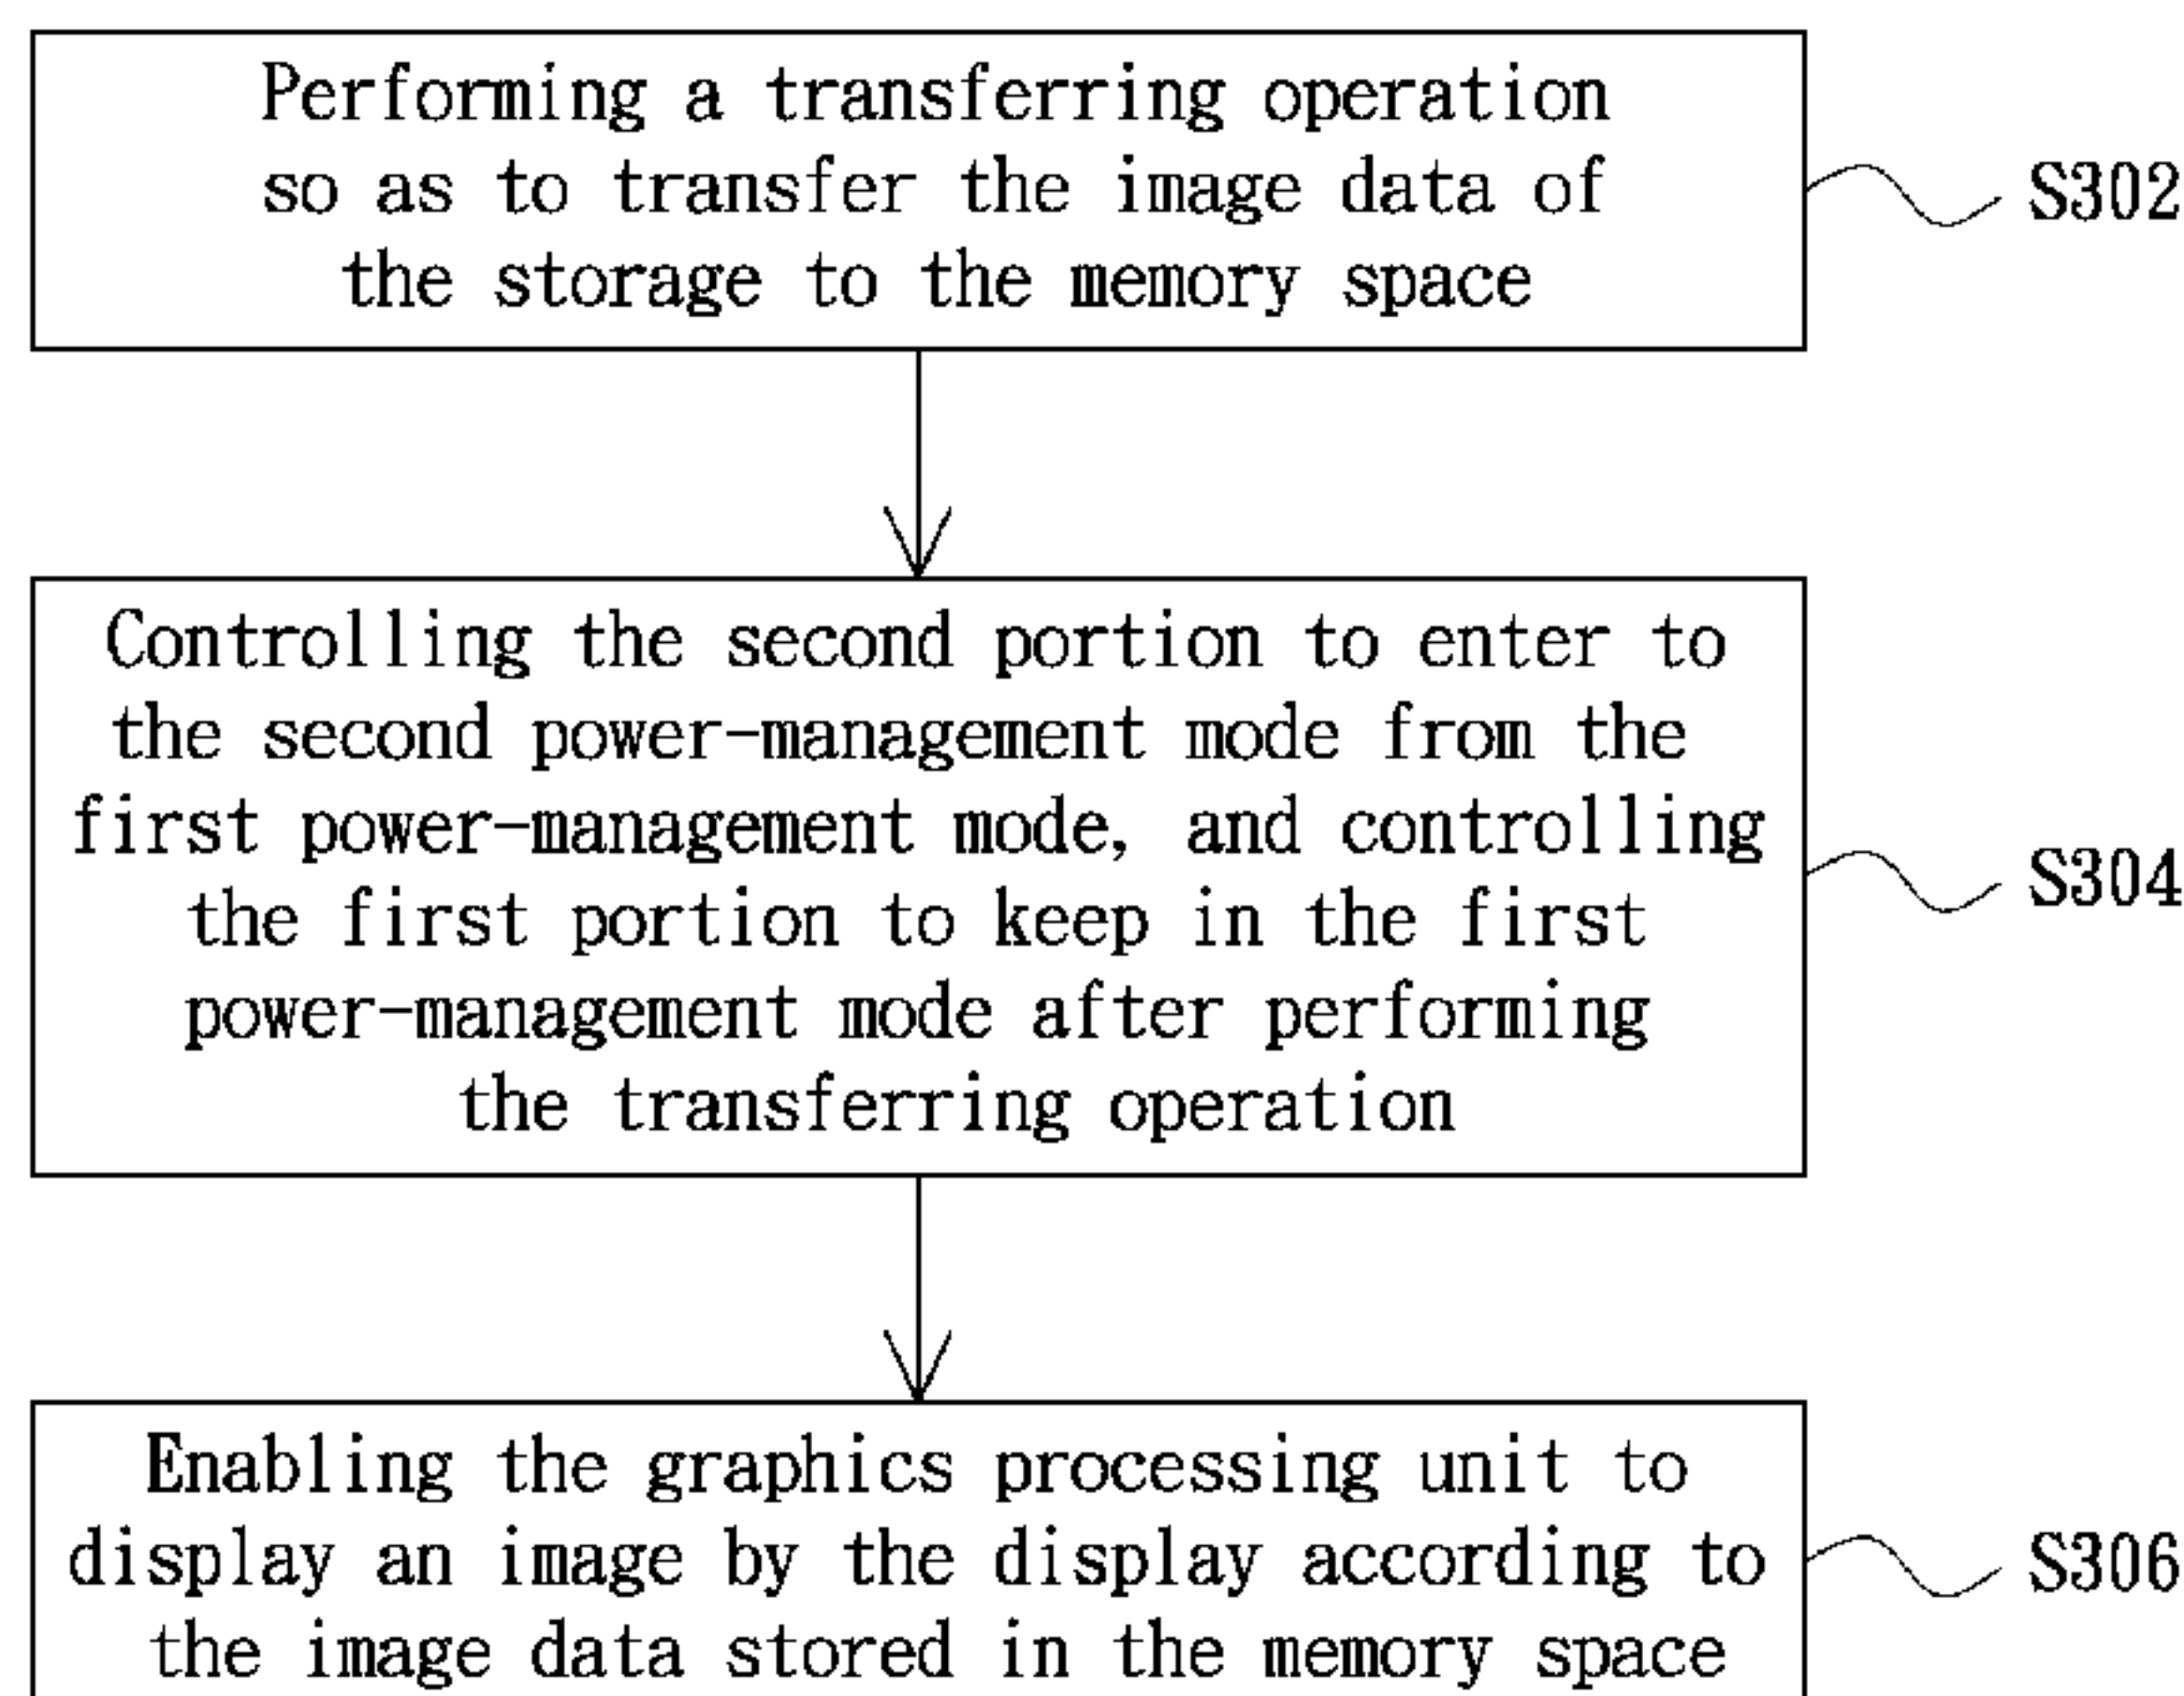 Performing a transferring operation
so as to transfer the image data of
the storage to the memory space
S302
Controlling the second portion to enter to
the second power-management mode from the
first power-management mode, and controlling
the first portion to keep in the first
power-management mode after performing
the transferring operation
S304
Enabling the graphics processing unit to
display an image by the display according to
the image data stored in the memory space
S306